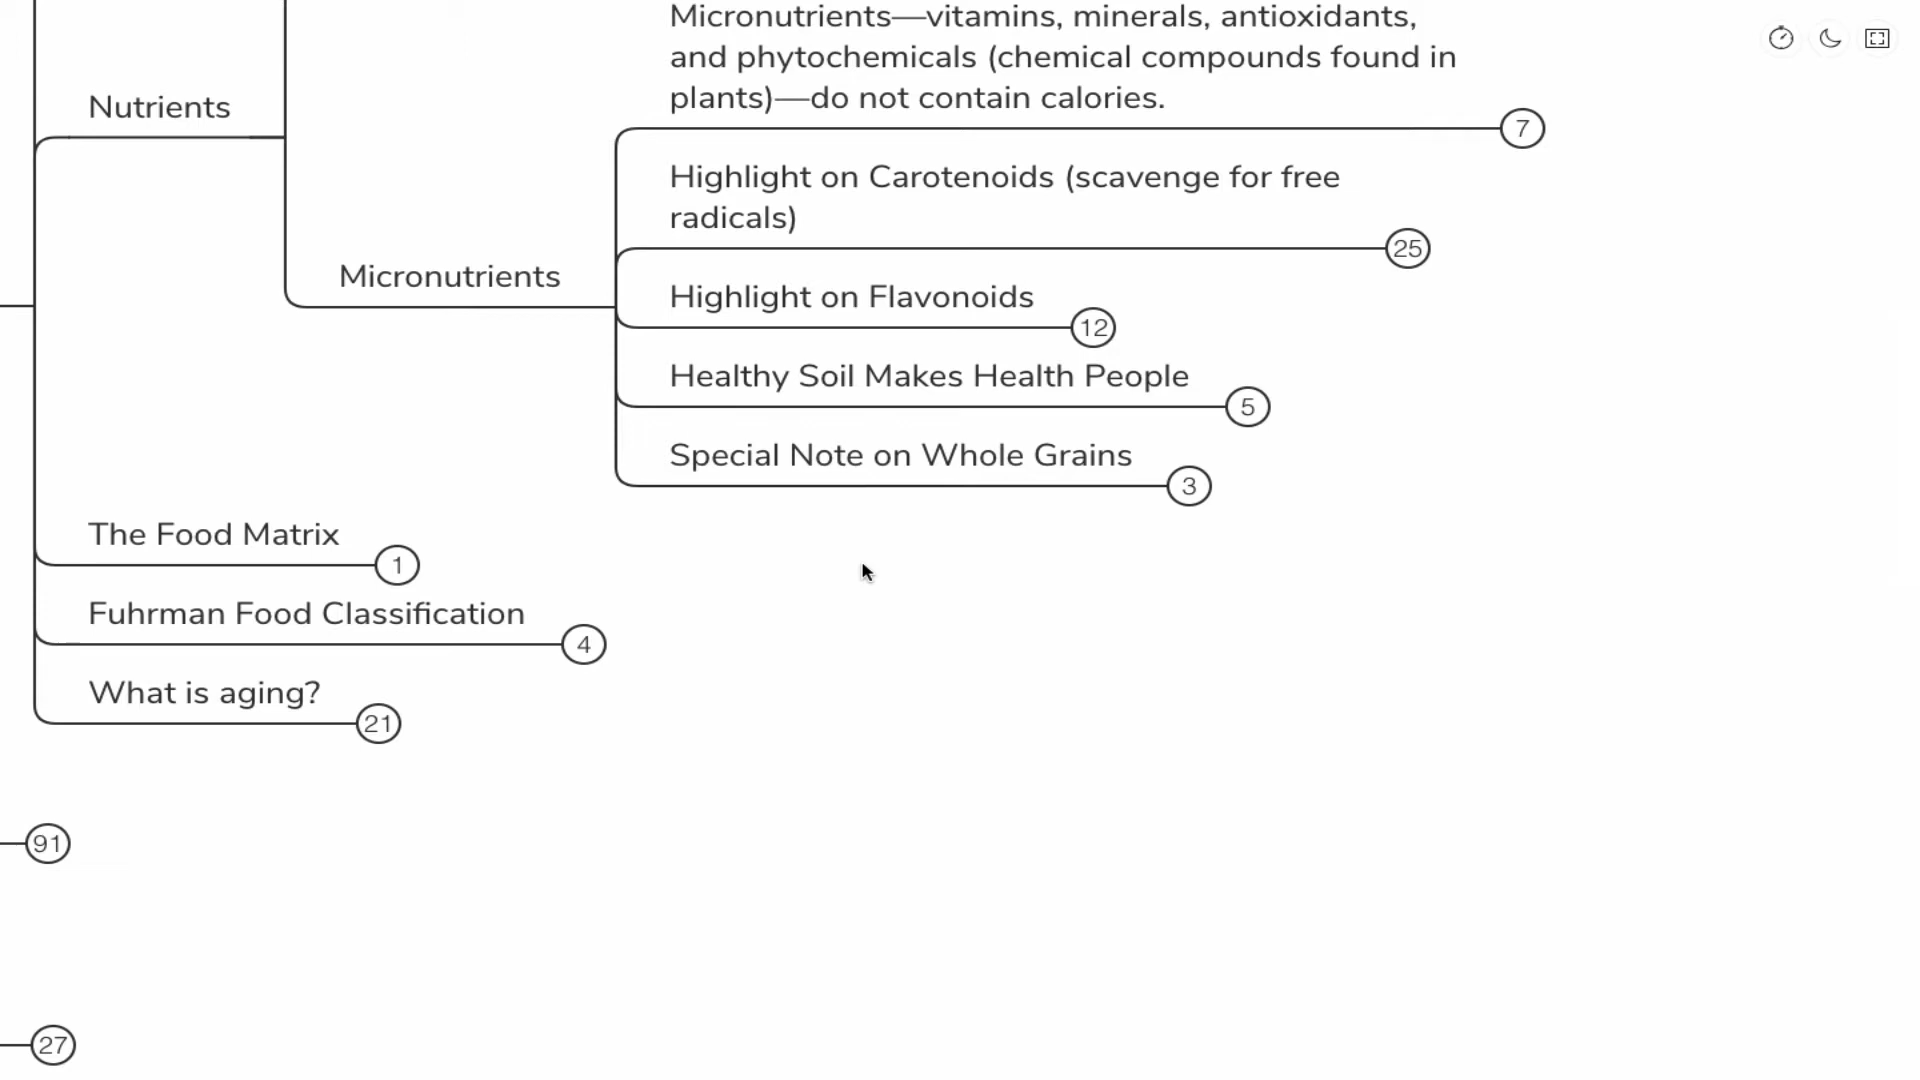 Micronutrients—vitamins, minerals, antioxidants,
and phytochemicals (chemical compounds found in
plants)—do not contain calories.
7
Nutrients
Highlight on Carotenoids (scavenge for free
radicals)
25
Micronutrients
Highlight on Flavonoids
12
Healthy Soil Makes Health People
5
Special Note on Whole Grains
3
The Food Matrix
1
Fuhrman Food Classification
4
What is aging?
21
91
27